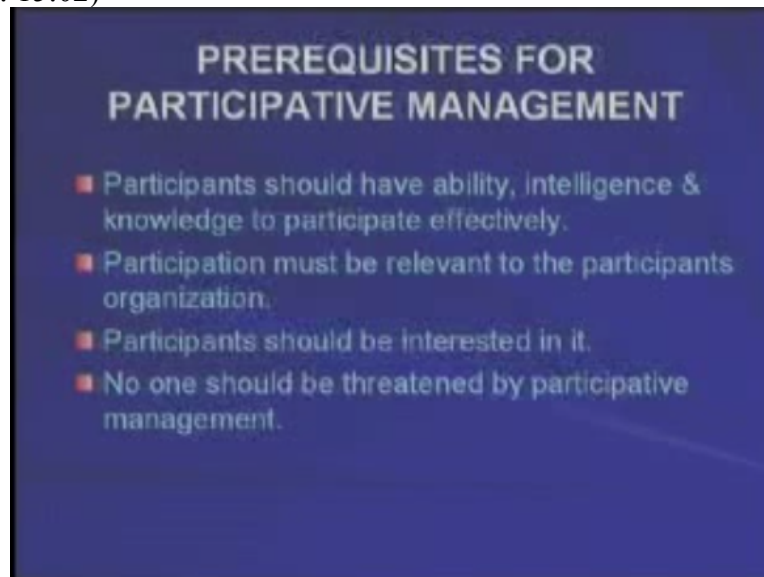 PREREQUISITES FOR
PARTICIPATIVE MANAGEMENT
Participants should have ability, intelligence &
knowledge to participate effectively.
Participation must be relevant to the participants
organization.
Participants should be interested in it.
No one should be threatened by participative
management.